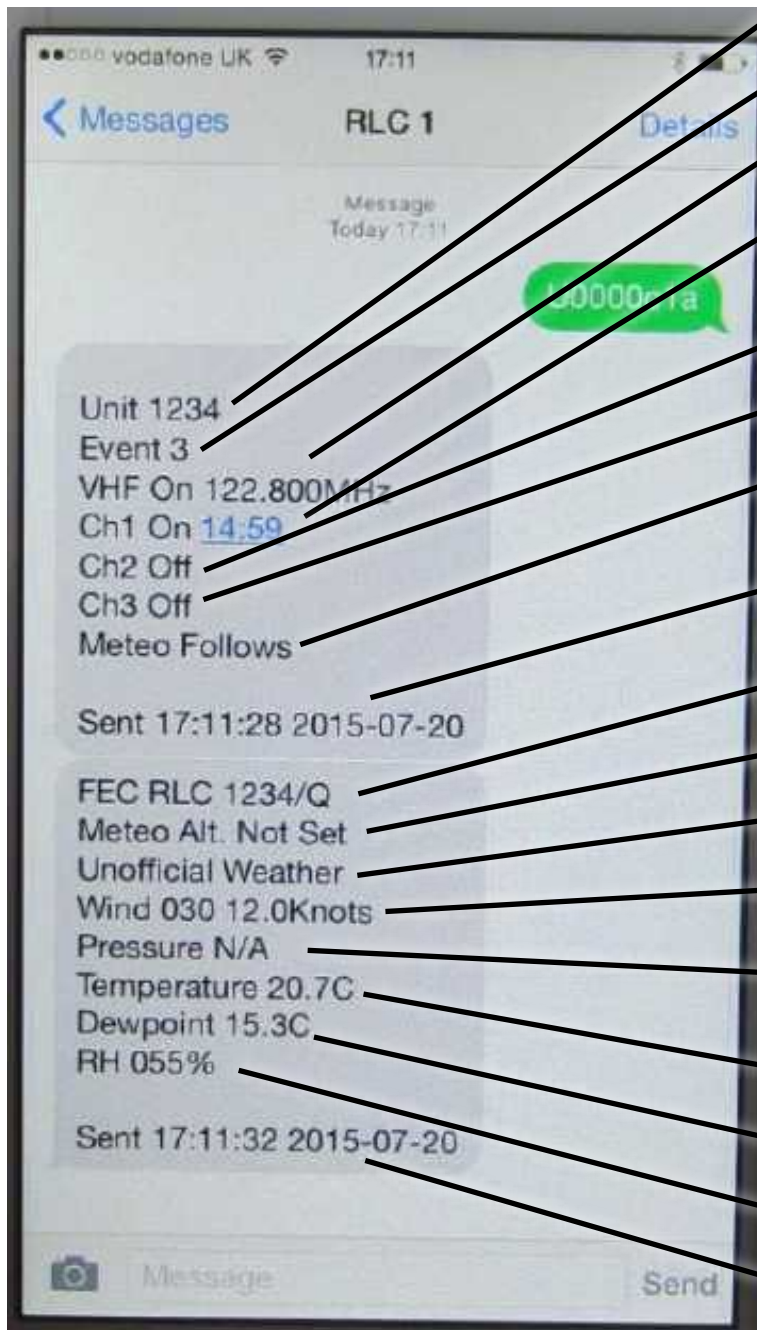 vodafone UK 17:11
Messages RLC 1 Details
Message
Today 17:11
Unit 1234
Event 3
VHF On 122.800MHz
Ch1 On 14:59
Ch2 Off
Ch3 Off
Meteo Follows
Sent 17:11:28 2015-07-20
FEC RLC 1234/Q
Meteo Alt. Not Set
Unofficial Weather
Wind 030 12.0Knots
Pressure N/A
Temperature 20.7C
Dewpoint 15.3C
RH 055%
Sent 17:11:32 2015-07-20
Message Send